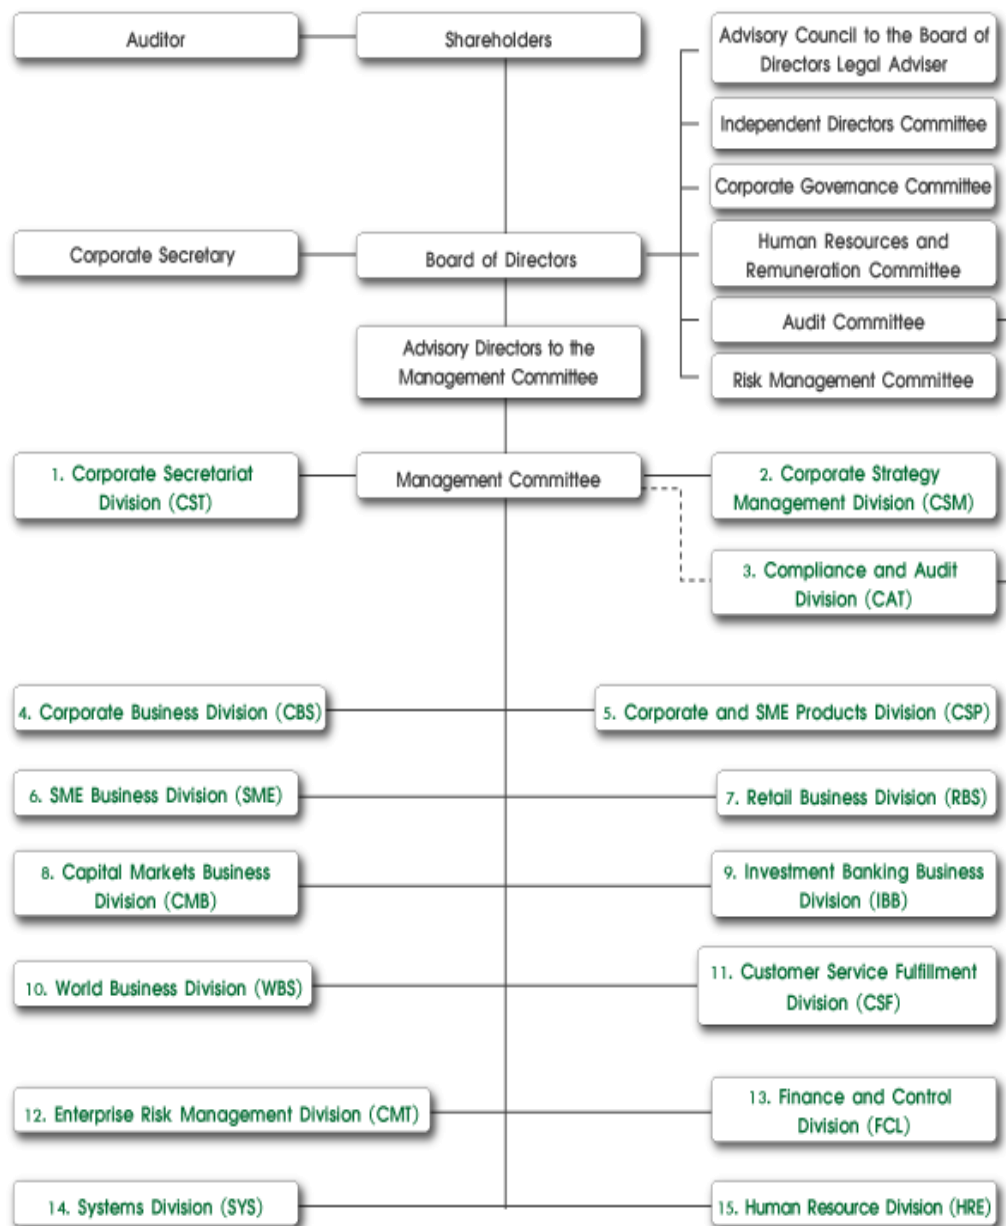 Auditor
Shareholders
Advisory Council to the Board of
Directors Legal Adviser
Independent Directors Committee
Corporate Governance Committee
Corporate Secretary
Board of Directors
Human Resources and
Remuneration Committee
Audit Committee
Advisory Directors to the
Management Committee
Risk Management Committee
1. Corporate Secretariat
Division (CST)
Management Committee
2. Corporate Strategy
Management Division (CSM)
3. Compliance and Audit
Division (CAT)
4. Corporate Business Division (CBS)
5. Corporate and SME Products Division (CSP)
6. SME Business Division (SME)
7. Retail Business Division (RBS)
8. Capital Markets Business
Division (CMB)
9. Investment Banking Business
Division (IBB)
10. World Business Division (WBS)
11. Customer Service Fulfillment
Division (CSF)
12. Enterprise Risk Management Division (CMT)
13. Finance and Control
Division (FCL)
14. Systems Division (SYS)
15. Human Resource Division (HRE)